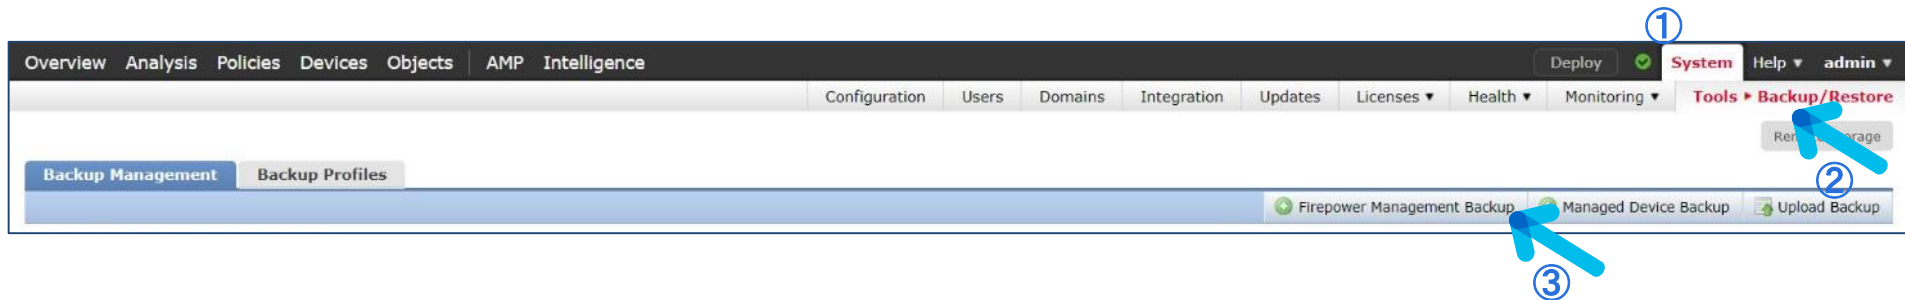 ①
Overview Analysis Policies Devices Objects AMP Intelligence Deploy System Help ▼ admin ▼
Configuration Users Domains Integration Updates Licenses ▼ Health ▼ Monitoring ▼ Tools ▸ Backup/Restore
Backup Management Backup Profiles
②
Firepower Management Backup Managed Device Backup Upload Backup
③